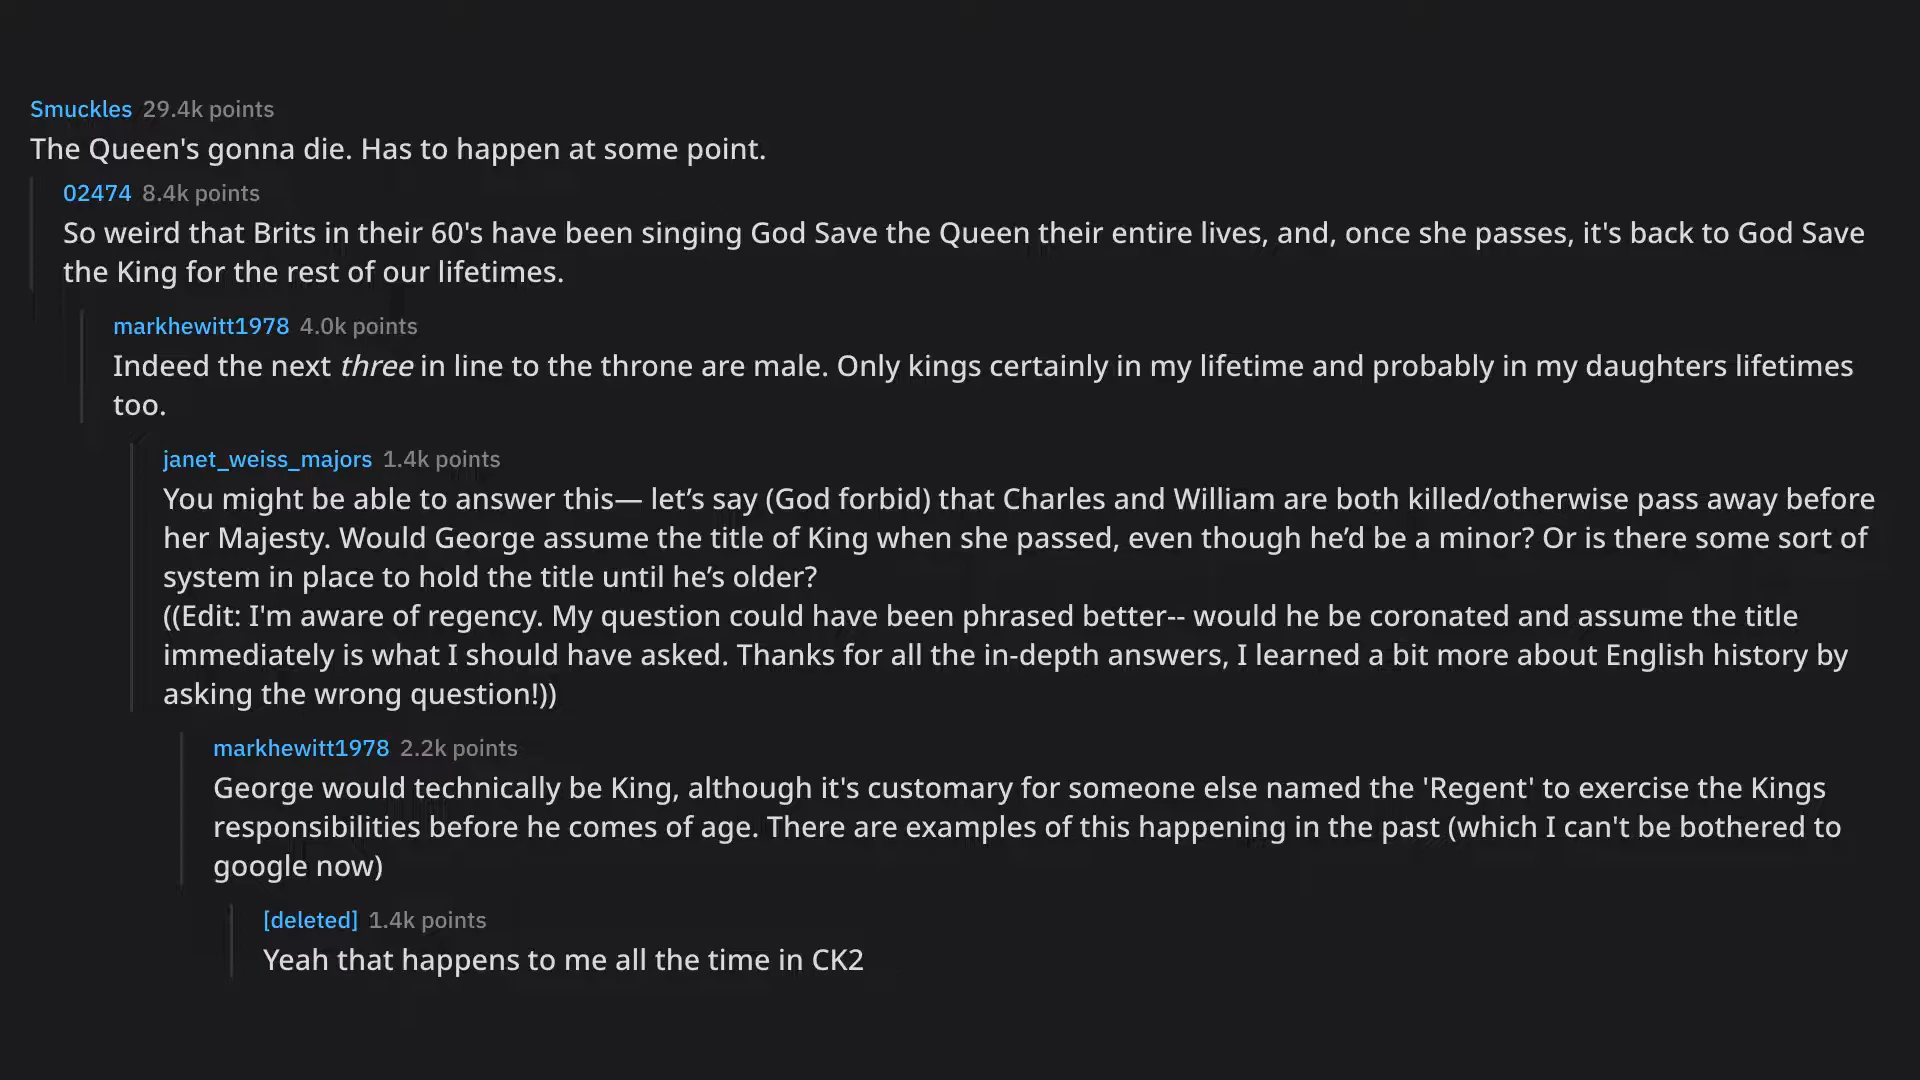 Smuckles 29.4k points
The Queen's gonna die. Has to happen at some point.
02474 8.4k points
So weird that Brits in their 60's have been singing God Save the Queen their entire lives, and, once she passes, it's back to God Save
the King for the rest of our lifetimes.
markhewitt1978 4.0k points
Indeed the next three in line to the throne are male. Only kings certainly in my lifetime and probably in my daughters lifetimes
too.
janet_weiss_majors 1.4k points
You might be able to answer this— let’s say (God forbid) that Charles and William are both killed/otherwise pass away before
her Majesty. Would George assume the title of King when she passed, even though he’d be a minor? Or is there some sort of
system in place to hold the title until he’s older?
((Edit: I'm aware of regency. My question could have been phrased better-- would he be coronated and assume the title
immediately is what I should have asked. Thanks for all the in-depth answers, I learned a bit more about English history by
asking the wrong question!))
markhewitt1978 2.2k points
George would technically be King, although it's customary for someone else named the 'Regent' to exercise the Kings
responsibilities before he comes of age. There are examples of this happening in the past (which I can't be bothered to
google now)
[deleted] 1.4k points
Yeah that happens to me all the time in CK2